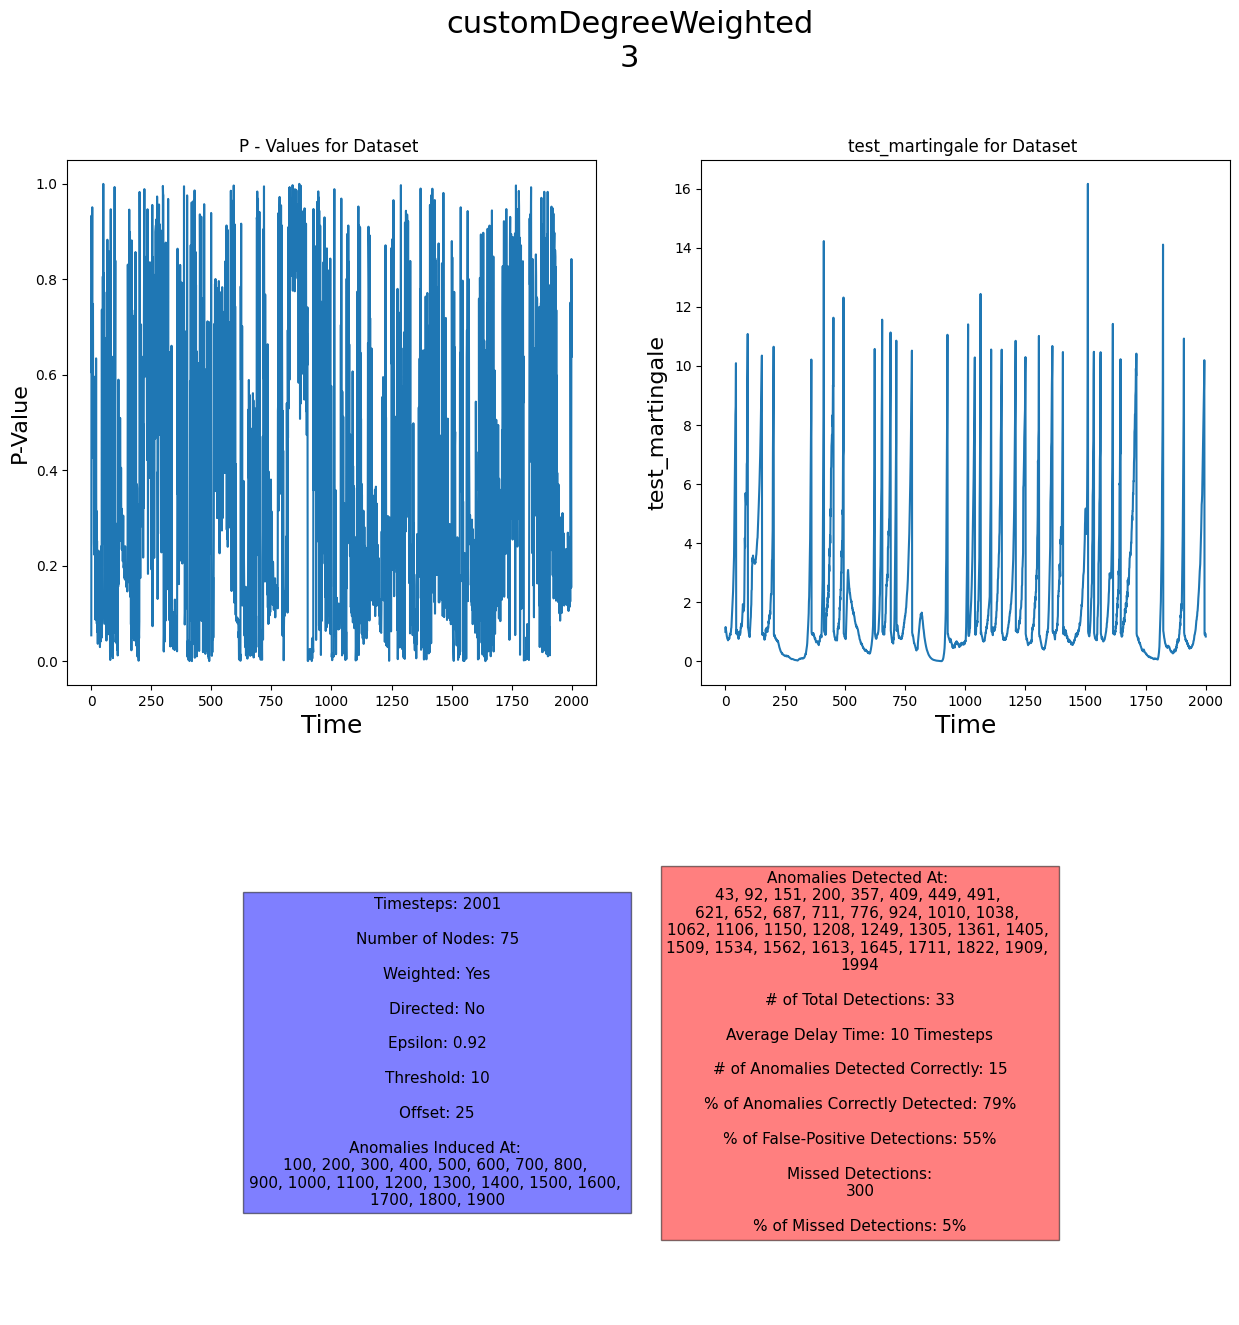 customDegreeWeighted
3
P - Values for Dataset
1.0
0.8
0.6
0.4
0.2
0.0
P-Value
0 250 500 750 1000 1250 1500 1750 2000
Time
test_martingale for Dataset
16
14
12
10
8
6
4
2
0
test_martingale
0 250 500 750 1000 1250 1500 1750 2000
Time
Timesteps: 2001
Number of Nodes: 75
Weighted: Yes
Directed: No
Epsilon: 0.92
Threshold: 10
Offset: 25
Anomalies Induced At:
100, 200, 300, 400, 500, 600, 700, 800,
900, 1000, 1100, 1200, 1300, 1400, 1500, 1600,
1700, 1800, 1900
Anomalies Detected At:
43, 92, 151, 200, 357, 409, 449, 491,
621, 652, 687, 711, 776, 924, 1010, 1038,
1062, 1106, 1150, 1208, 1249, 1305, 1361, 1405,
1509, 1534, 1562, 1613, 1645, 1711, 1822, 1909,
1994
# of Total Detections: 33
Average Delay Time: 10 Timesteps
# of Anomalies Detected Correctly: 15
% of Anomalies Correctly Detected: 79%
% of False-Positive Detections: 55%
Missed Detections:
300
% of Missed Detections: 5%